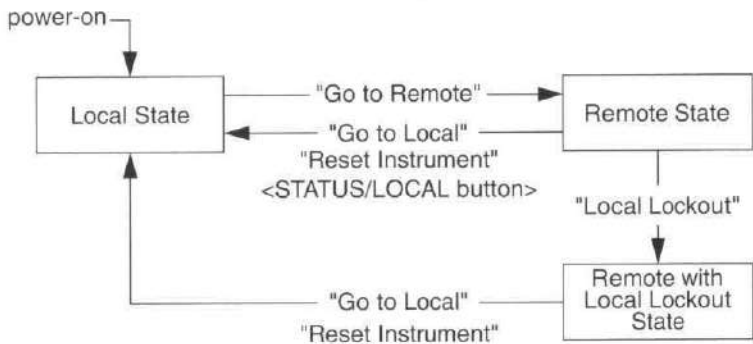 power-on
Local State
"Go to Remote"
Remote State
"Go to Local"
"Reset Instrument"
<STATUS/LOCAL button>
"Local Lockout"
Remote with
Local Lockout
State
"Go to Local"
"Reset Instrument"